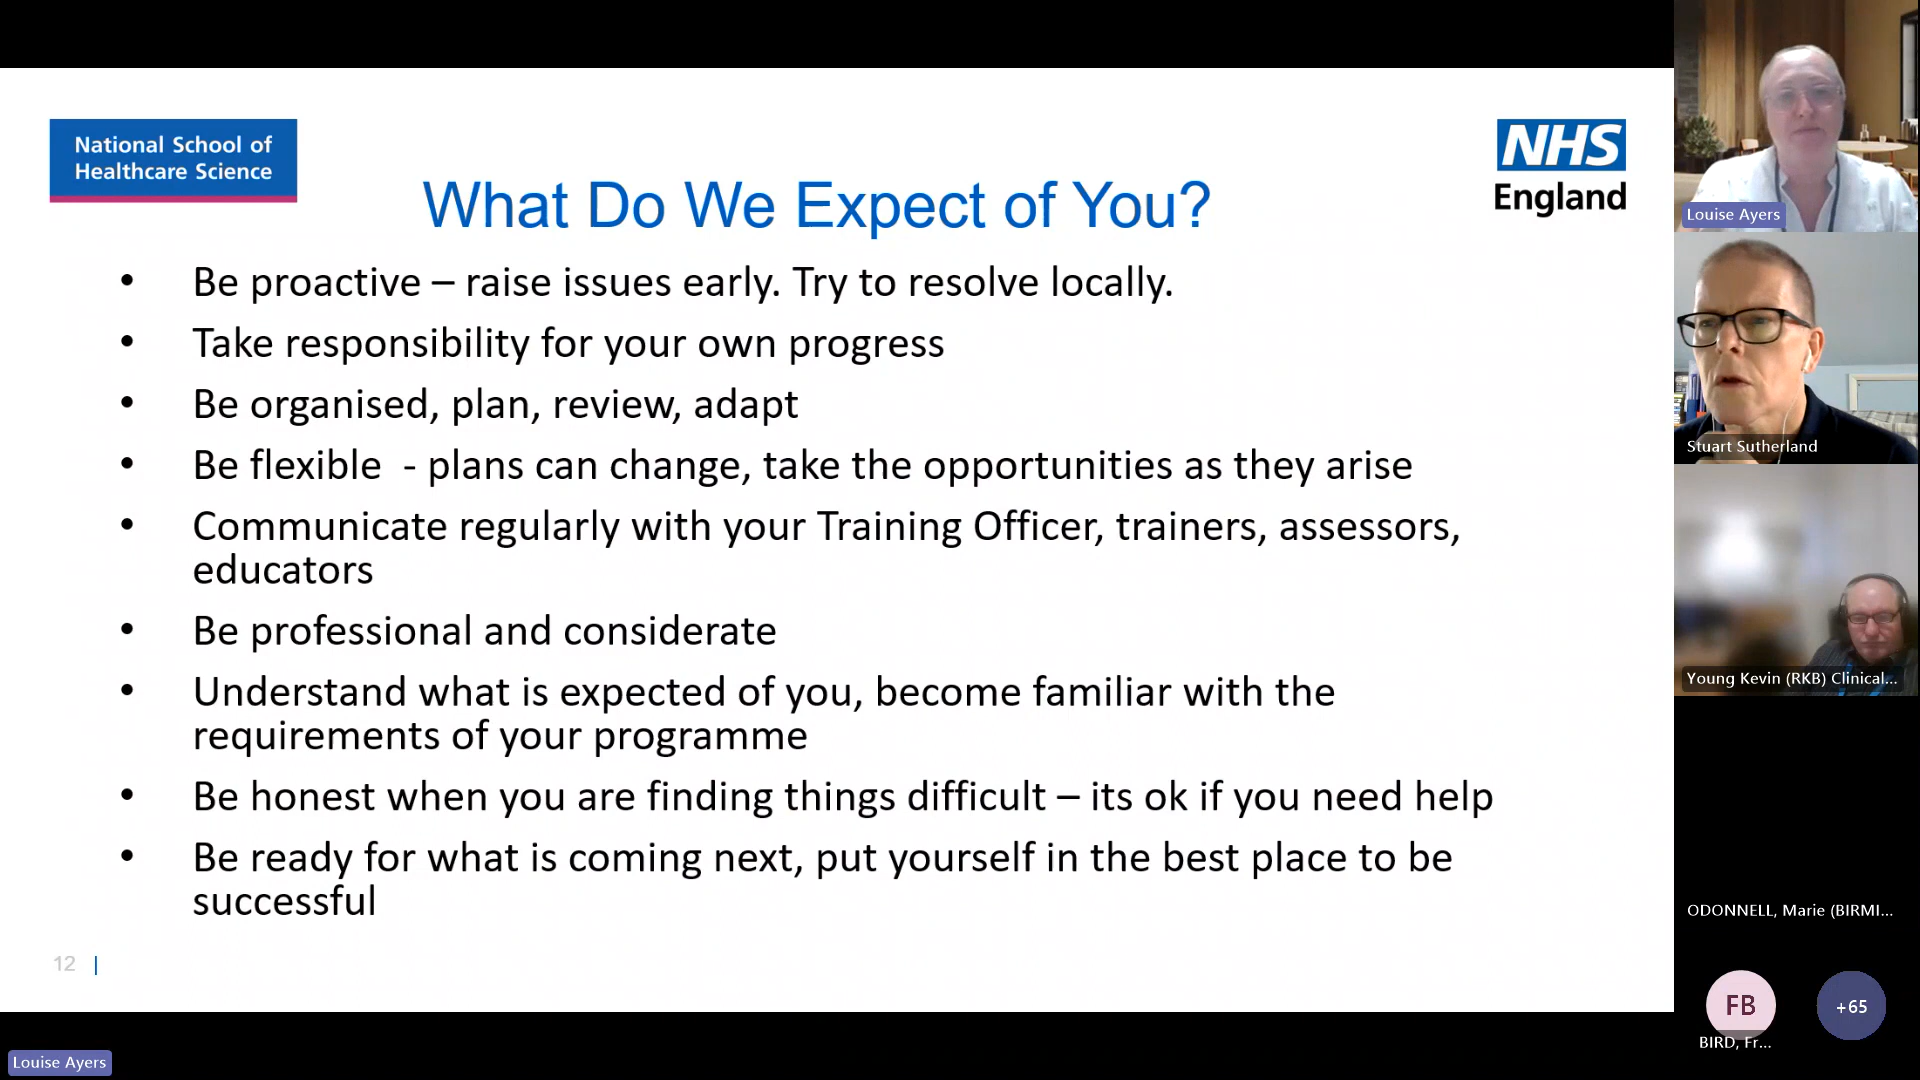 National School of
Healthcare Science
NHS
England
What Do We Expect of You?
• Be proactive – raise issues early. Try to resolve locally.
• Take responsibility for your own progress
• Be organised, plan, review, adapt
• Be flexible  - plans can change, take the opportunities as they arise
• Communicate regularly with your Training Officer, trainers, assessors,
educators
• Be professional and considerate
• Understand what is expected of you, become familiar with the
requirements of your programme
• Be honest when you are finding things difficult – its ok if you need help
• Be ready for what is coming next, put yourself in the best place to be
successful
12 |
Louise Ayers
Louise Ayers
Stuart Sutherland
Young Kevin (RKB) Clinical...
ODONNELL, Marie (BIRMI...
FB
+65
BIRD, Fr...